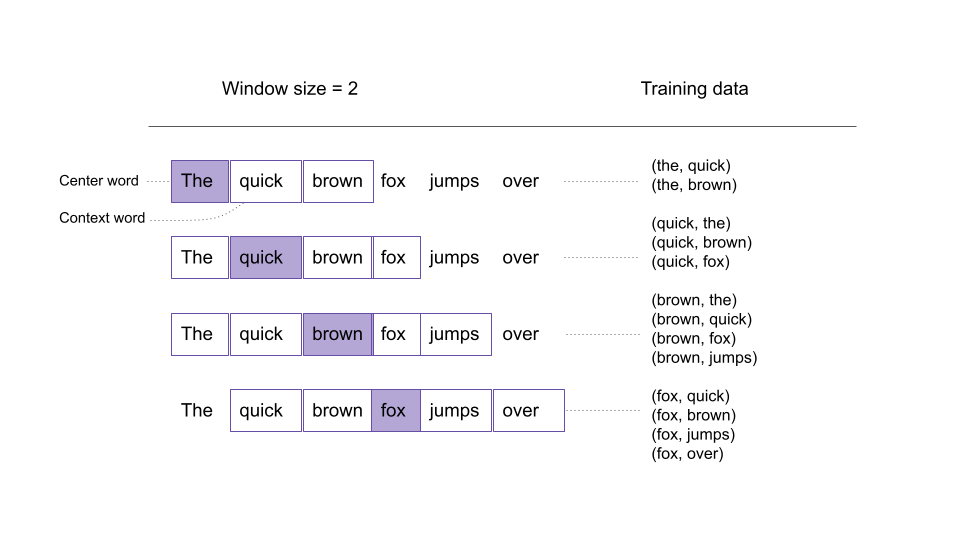 Window size = 2 Training data
Center word The quick brown fox jumps over (the, quick)
(the, brown)
Context word
(quick, the)
The quick brown fox jumps over (quick, brown)
(quick, fox)
(brown, the)
(brown, quick)
The quick brown fox jumps over
(brown, fox)
(brown, jumps)
(fox, quick)
The quick brown fox jumps over
(fox, brown)
(fox, jumps)
(fox, over)